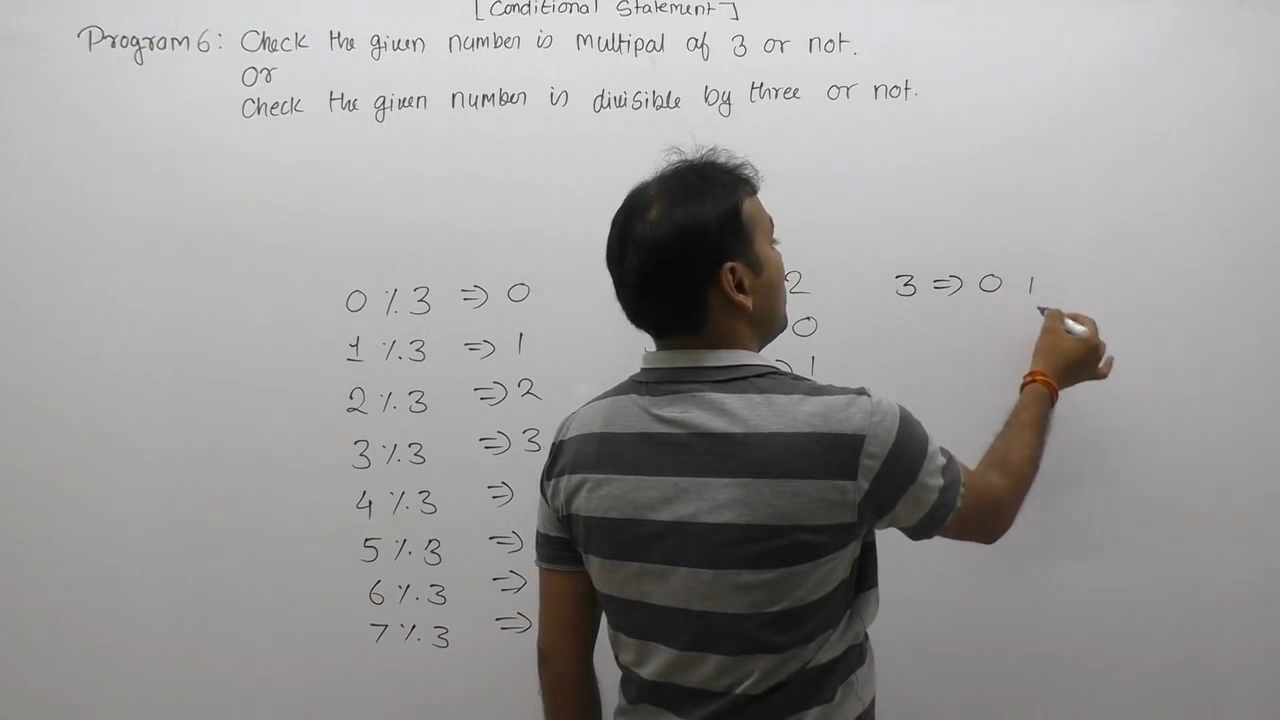 [Conditional Statement]
Program 6: Check the given number is multipal of 3 or not.
Or
Check the given number is divisible by three or not.
0 % 3 => 0
1 % 3 => 1
2 % 3 => 2
3 % 3 => 3
4 % 3 =>
5 % 3 =>
6 % 3 =>
7 % 3 =>
2
0
=> 1
3 => 0 1